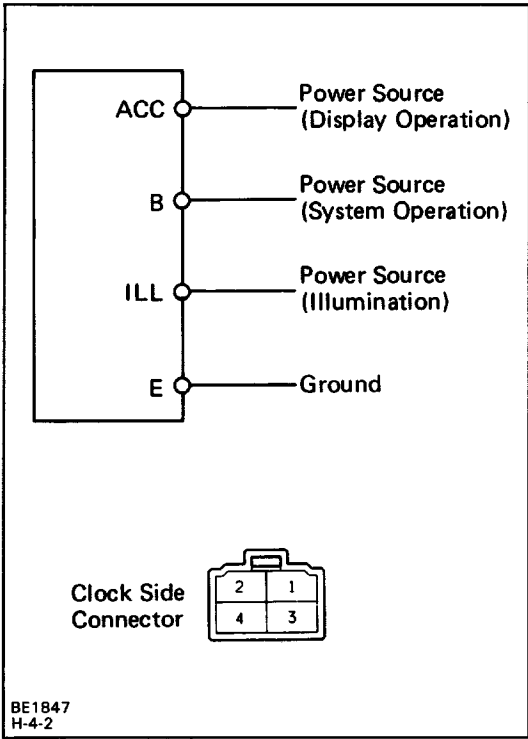 ACC
Power Source
(Display Operation)
B
Power Source
(System Operation)
ILL
Power Source
(Illumination)
E
Ground
Clock Side
Connector
2 1
4 3
BE1847
H-4-2